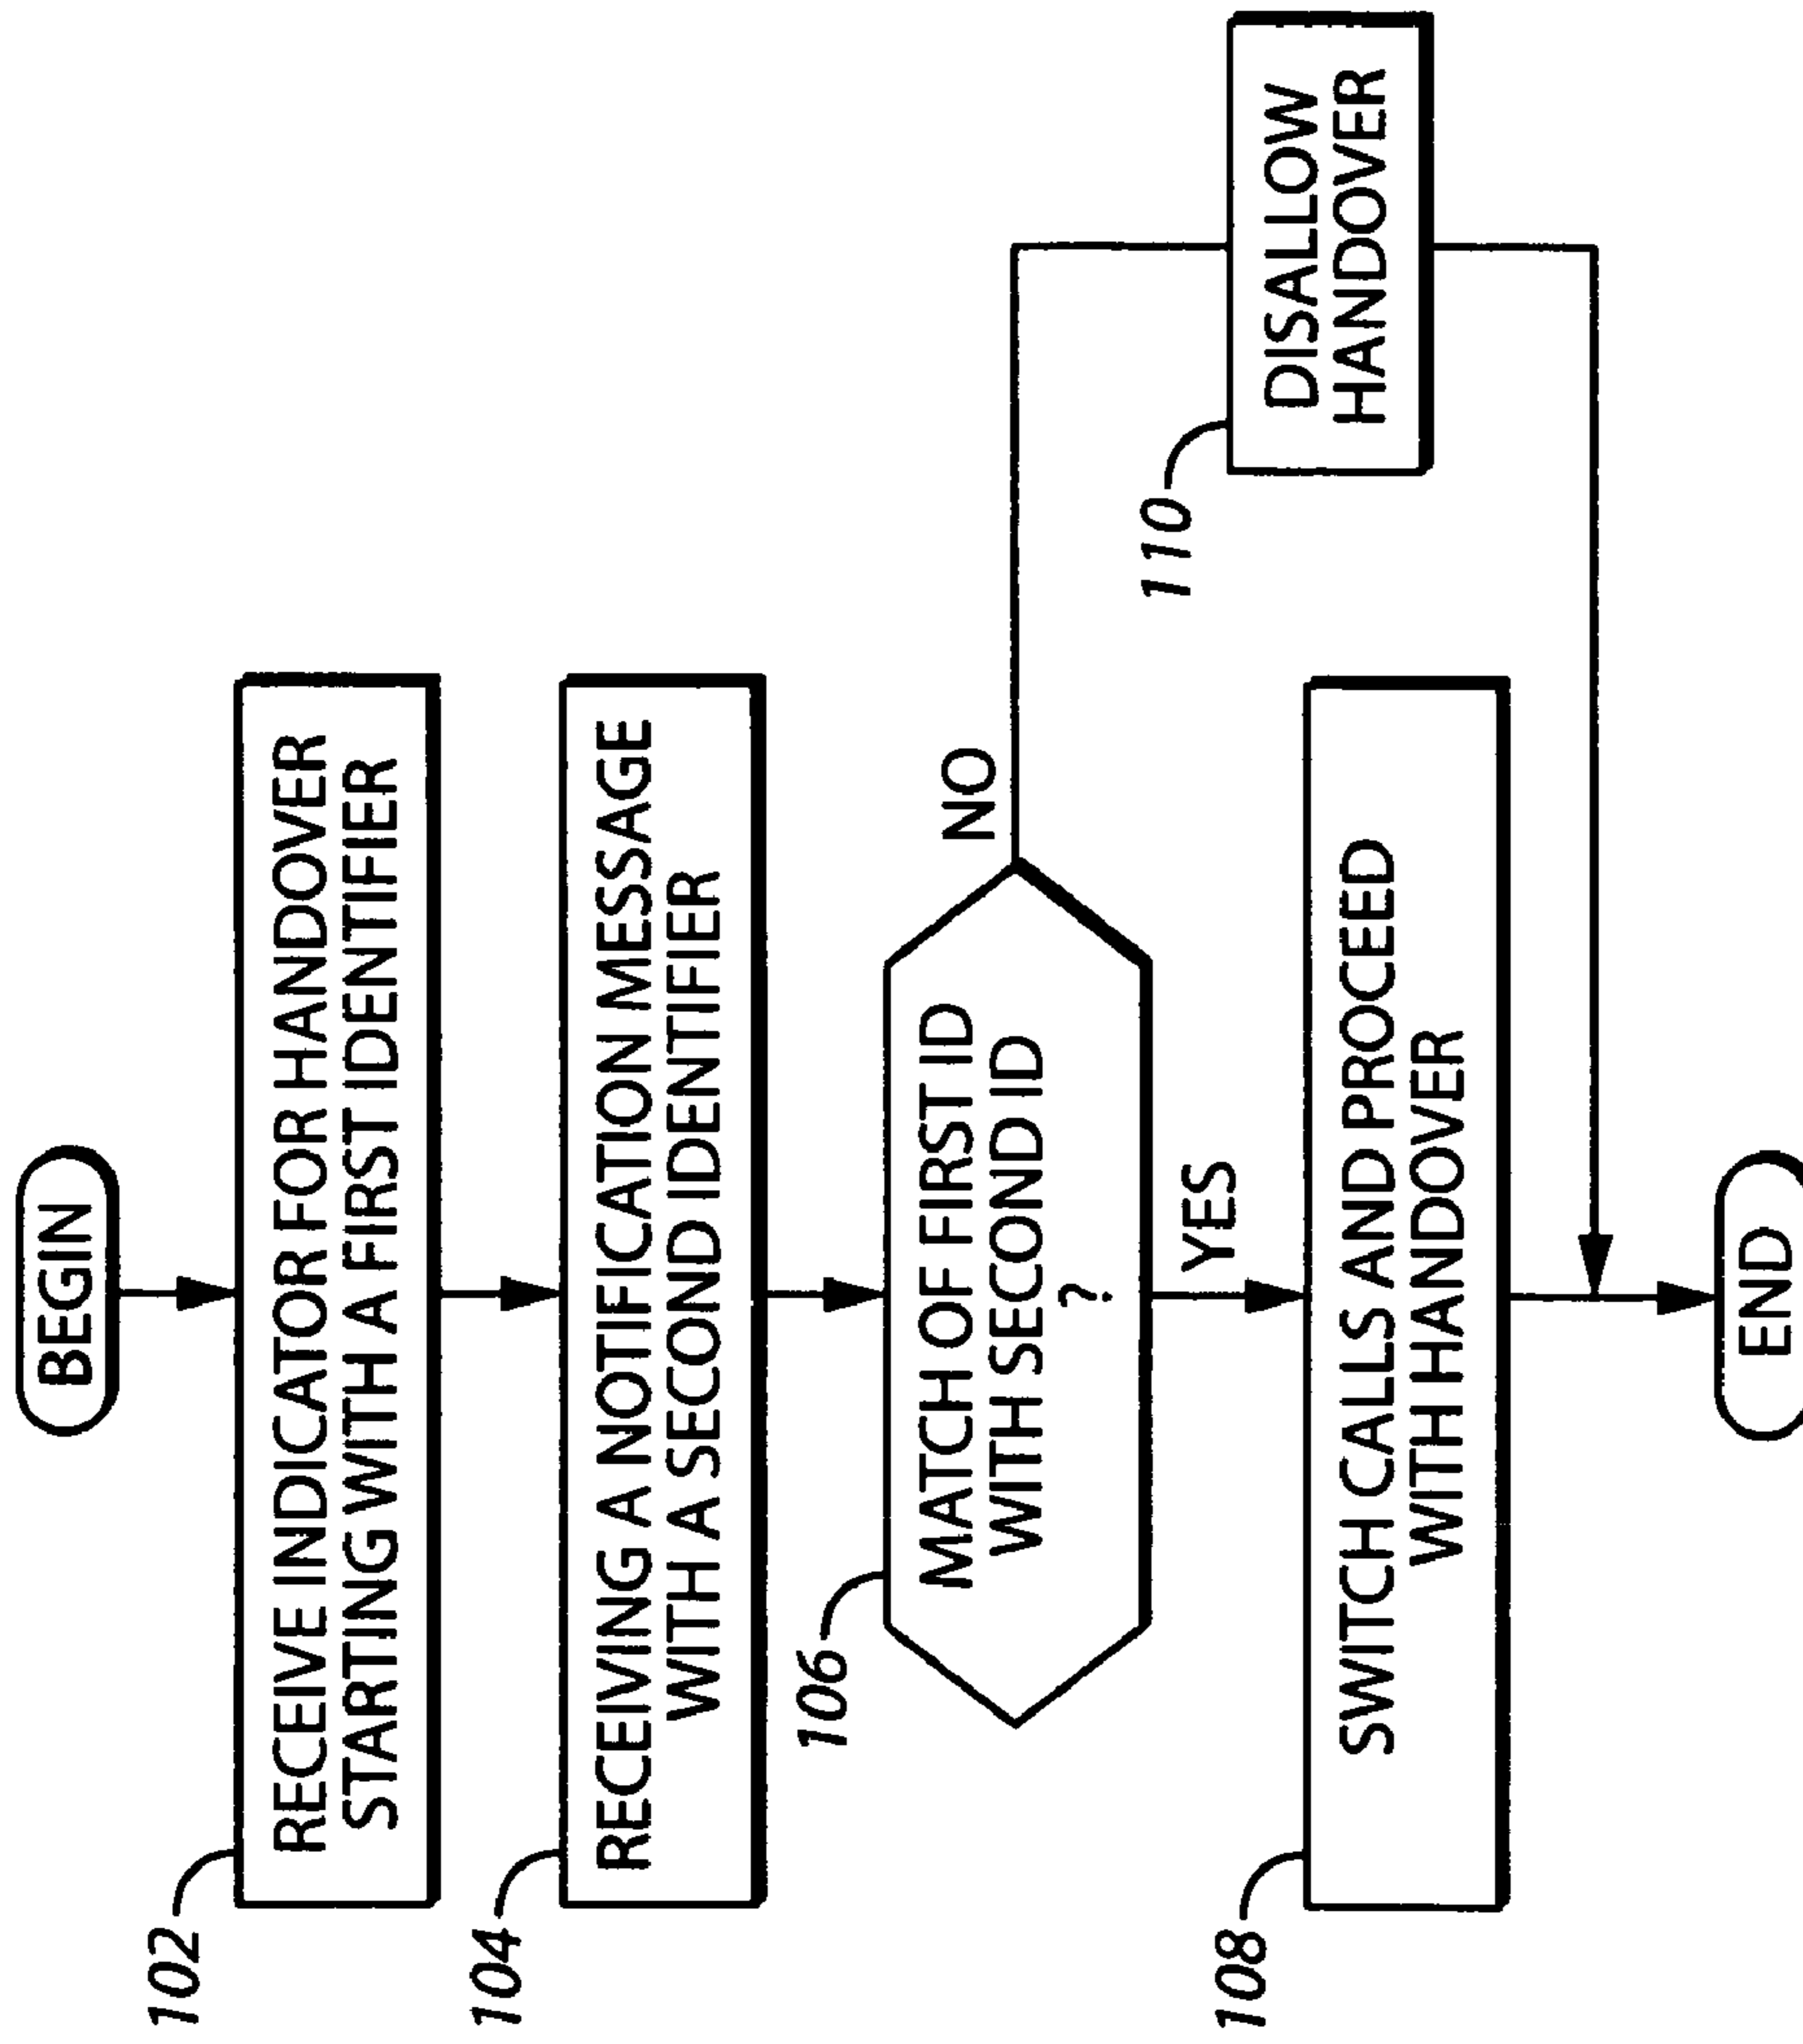 BEGIN
102
RECEIVE INDICATOR FOR HANDOVER
STARTING WITH A FIRST IDENTIFIER
104
RECEIVING A NOTIFICATION MESSAGE
WITH A SECOND IDENTIFIER
106
MATCH OF FIRST ID
WITH SECOND ID
?
NO
YES
108
SWITCH CALLS AND PROCEED
WITH HANDOVER
110
DISALLOW
HANDOVER
END